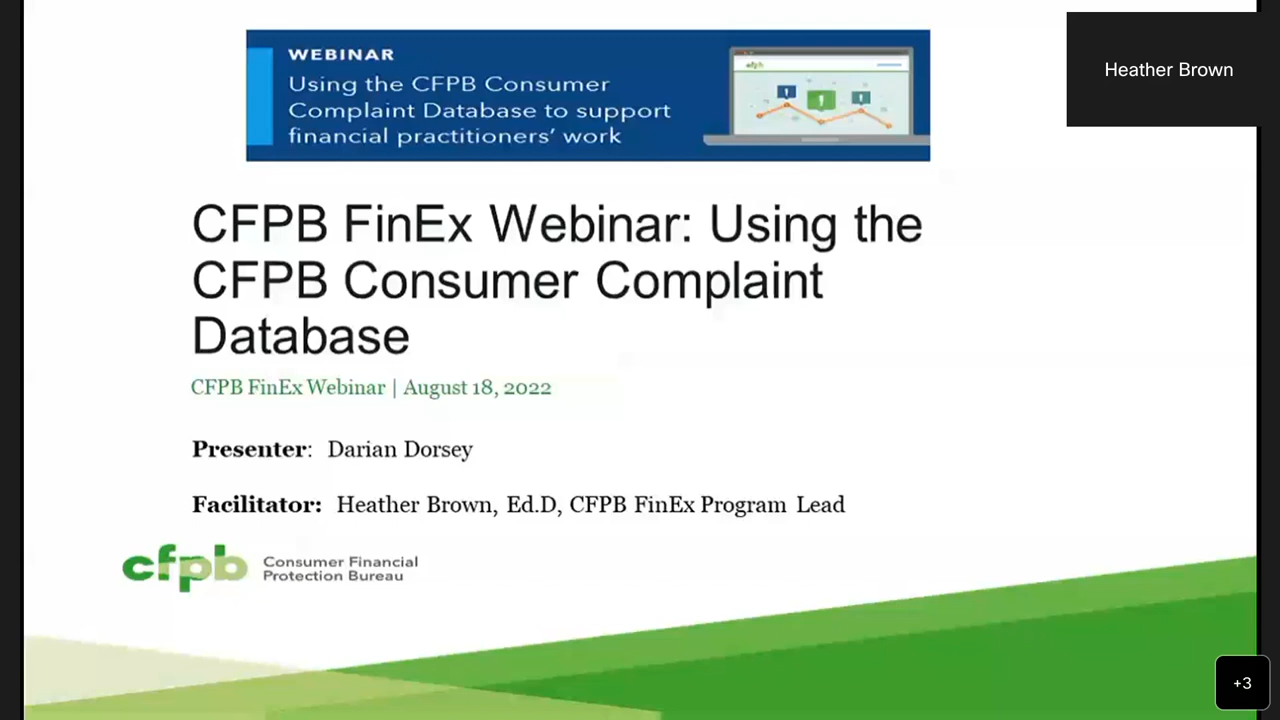 WEBINAR
Using the CFPB Consumer
Complaint Database to support
financial practitioners' work
cfpb
Heather Brown
CFPB FinEx Webinar: Using the
CFPB Consumer Complaint
Database
CFPB FinEx Webinar | August 18, 2022
Presenter: Darian Dorsey
Facilitator: Heather Brown, Ed.D, CFPB FinEx Program Lead
cfpb Consumer Financial
Protection Bureau
+3